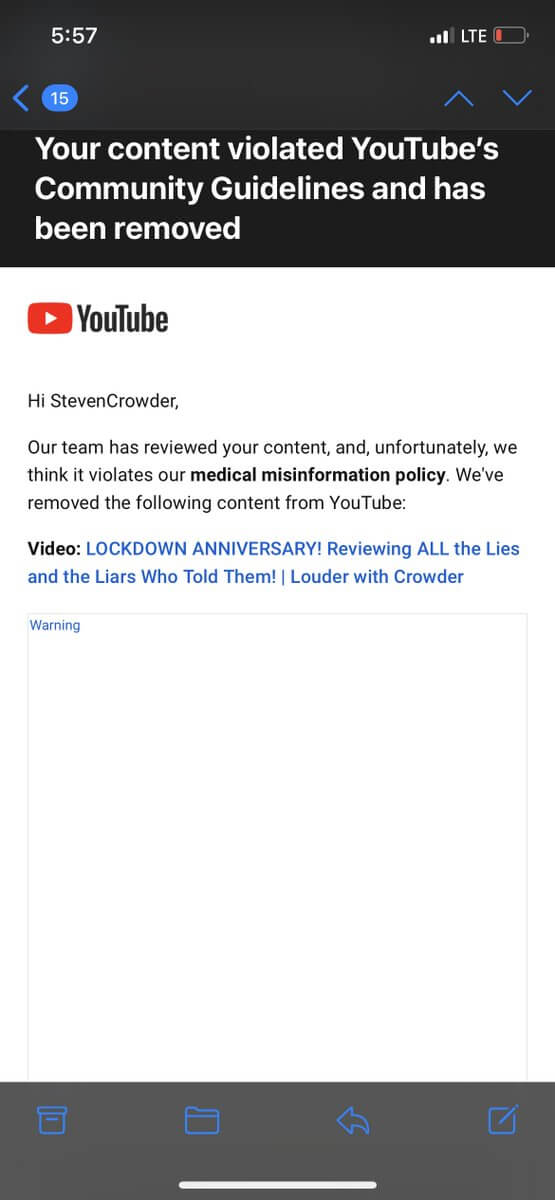 5:57
LTE
15
Your content violated YouTube's
Community Guidelines and has
been removed
YouTube
Hi StevenCrowder,
Our team has reviewed your content, and, unfortunately, we
think it violates our medical misinformation policy. We've
removed the following content from YouTube:
Video: LOCKDOWN ANNIVERSARY! Reviewing ALL the Lies
and the Liars Who Told Them! | Louder with Crowder
Warning